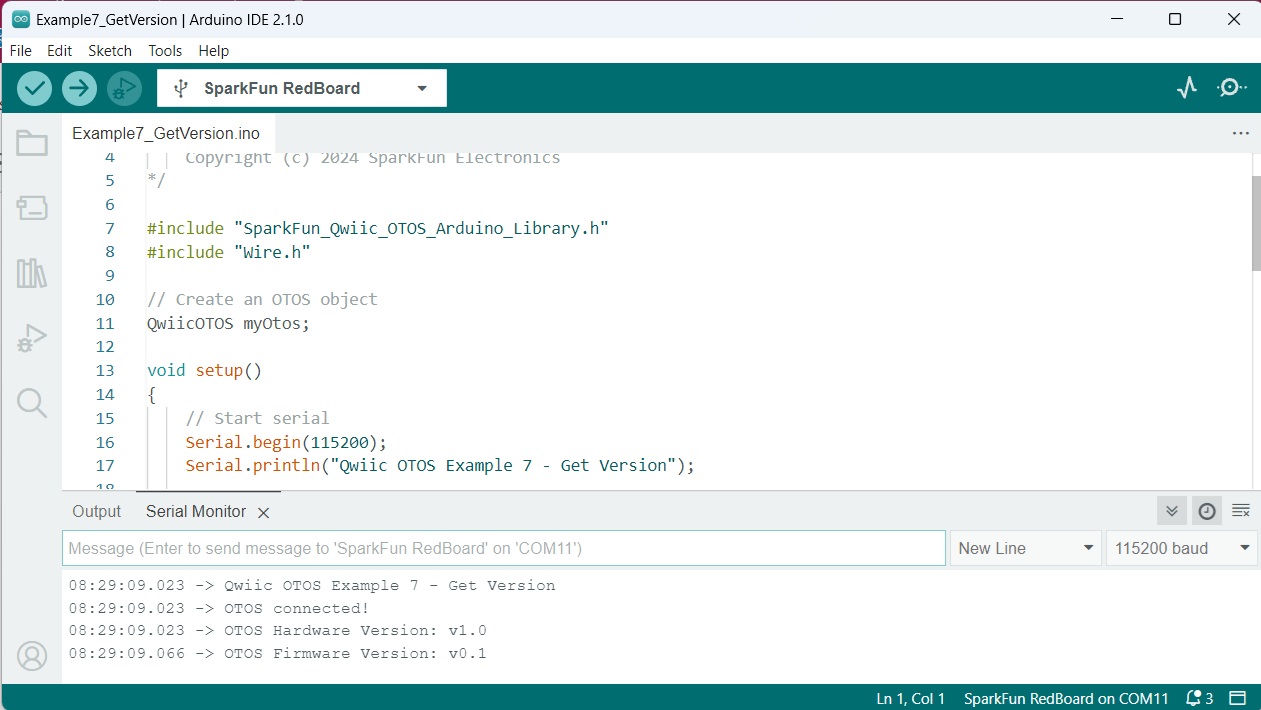 Example7_GetVersion | Arduino IDE 2.1.0
File Edit Sketch Tools Help
SparkFun RedBoard
Example7_GetVersion.ino
4 Copyright (c) 2024 SparkFun Electronics
5 */
6
7 #include "SparkFun_Qwiic_OTOS_Arduino_Library.h"
8 #include "Wire.h"
9
10 // Create an OTOS object
11 QwiicOTOS myOtos;
12
13 void setup()
14 {
15 // Start serial
16 Serial.begin(115200);
17 Serial.println("Qwiic OTOS Example 7 - Get Version");
18
Output Serial Monitor
Message (Enter to send message to 'SparkFun RedBoard' on 'COM11')
New Line
115200 baud
08:29:09.023 -> Qwiic OTOS Example 7 - Get Version
08:29:09.023 -> OTOS connected!
08:29:09.023 -> OTOS Hardware Version: v1.0
08:29:09.066 -> OTOS Firmware Version: v0.1
Ln 1, Col 1 SparkFun RedBoard on COM11 3